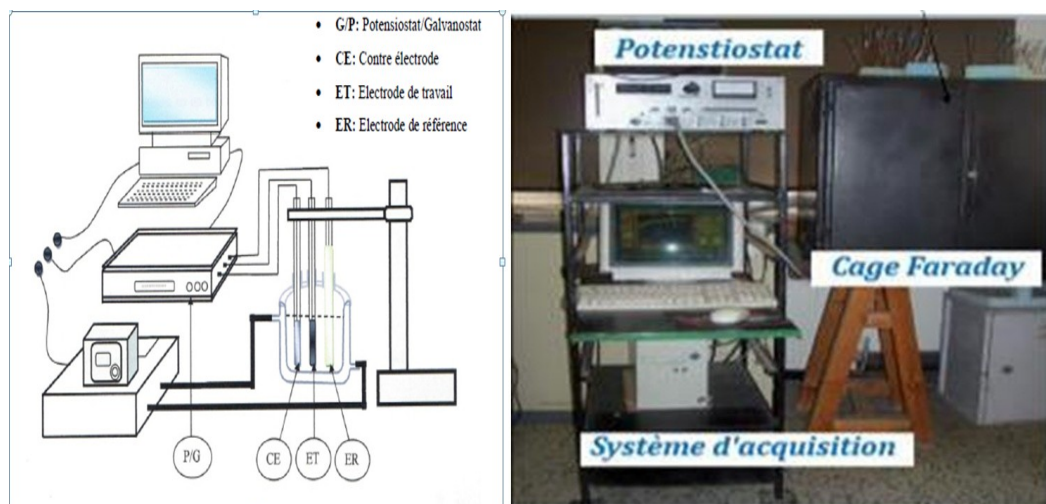 G/P: Potensiostat/Galvanostat
CE: Contre électrode
ET: Electrode de travail
ER: Electrode de référence
P/G
CE
ET
ER
Potenstiostat
Cage Faraday
Système d'acquisition